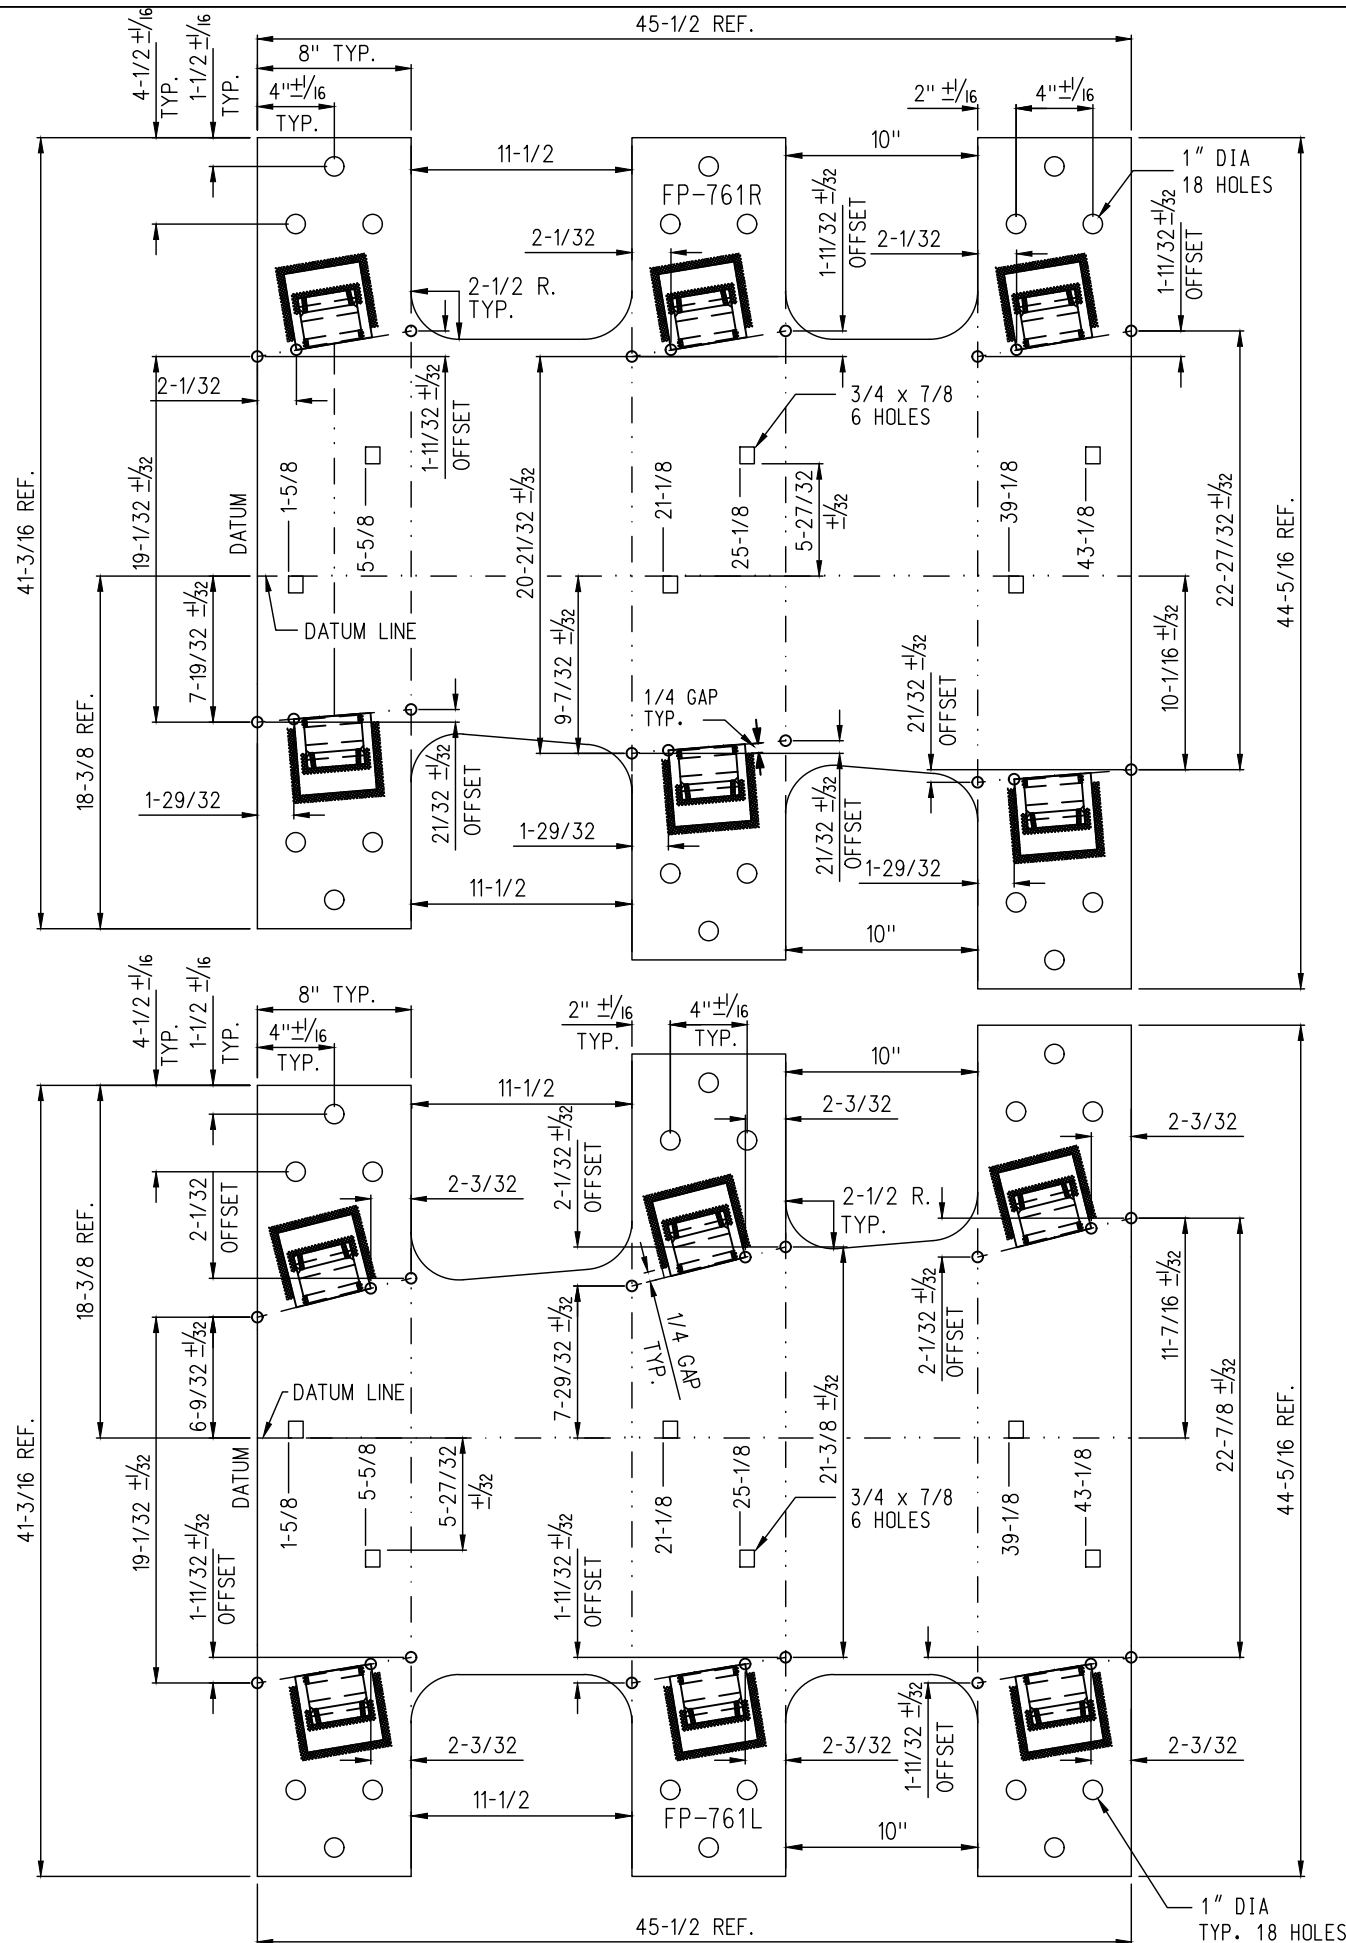 45-1/2 REF.
4-1/2 ±1/16
TYP.
1-1/2 ±1/16
TYP.
8" TYP.
4"±1/16
TYP.
2" ±1/16
4"±1/16
11-1/2
10"
1" DIA
18 HOLES
FP-761R
2-1/32
1-11/32 ±1/32
OFFSET
2-1/32
1-11/32 ±1/32
OFFSET
2-1/2 R.
TYP.
2-1/32
1-11/32 ±1/32
OFFSET
3/4 x 7/8
6 HOLES
41-3/16 REF.
19-1/32 ±1/32
DATUM
1-5/8
5-5/8
20-21/32 ±1/32
21-1/8
25-1/8
5-27/32
±1/32
39-1/8
43-1/8
22-27/32 ±1/32
44-5/16 REF.
DATUM LINE
18-3/8 REF.
7-19/32 ±1/32
9-7/32 ±1/32
1/4 GAP
TYP.
21/32 ±1/32
OFFSET
10-1/16 ±1/32
1-29/32
21/32 ±1/32
OFFSET
1-29/32
21/32 ±1/32
OFFSET
1-29/32
11-1/2
10"
4-1/2 ±1/16
TYP.
1-1/2 ±1/16
TYP.
8" TYP.
4"±1/16
TYP.
2" ±1/16
TYP.
4"±1/16
TYP.
10"
11-1/2
2-3/32
2-3/32
2-1/32
OFFSET
2-3/32
2-1/32 ±1/32
OFFSET
2-1/2 R.
TYP.
18-3/8 REF.
6-9/32 ±1/32
7-29/32 ±1/32
1/4 GAP
TYP.
2-1/32 ±1/32
OFFSET
11-7/16 ±1/32
DATUM LINE
41-3/16 REF.
19-1/32 ±1/32
DATUM
1-5/8
5-5/8
5-27/32
±1/32
21-1/8
25-1/8
21-3/8 ±1/32
3/4 x 7/8
6 HOLES
39-1/8
43-1/8
22-7/8 ±1/32
44-5/16 REF.
1-11/32 ±1/32
OFFSET
1-11/32 ±1/32
OFFSET
1-11/32 ±1/32
OFFSET
2-3/32
2-3/32
2-3/32
11-1/2
FP-761L
10"
1" DIA
TYP. 18 HOLES
45-1/2 REF.